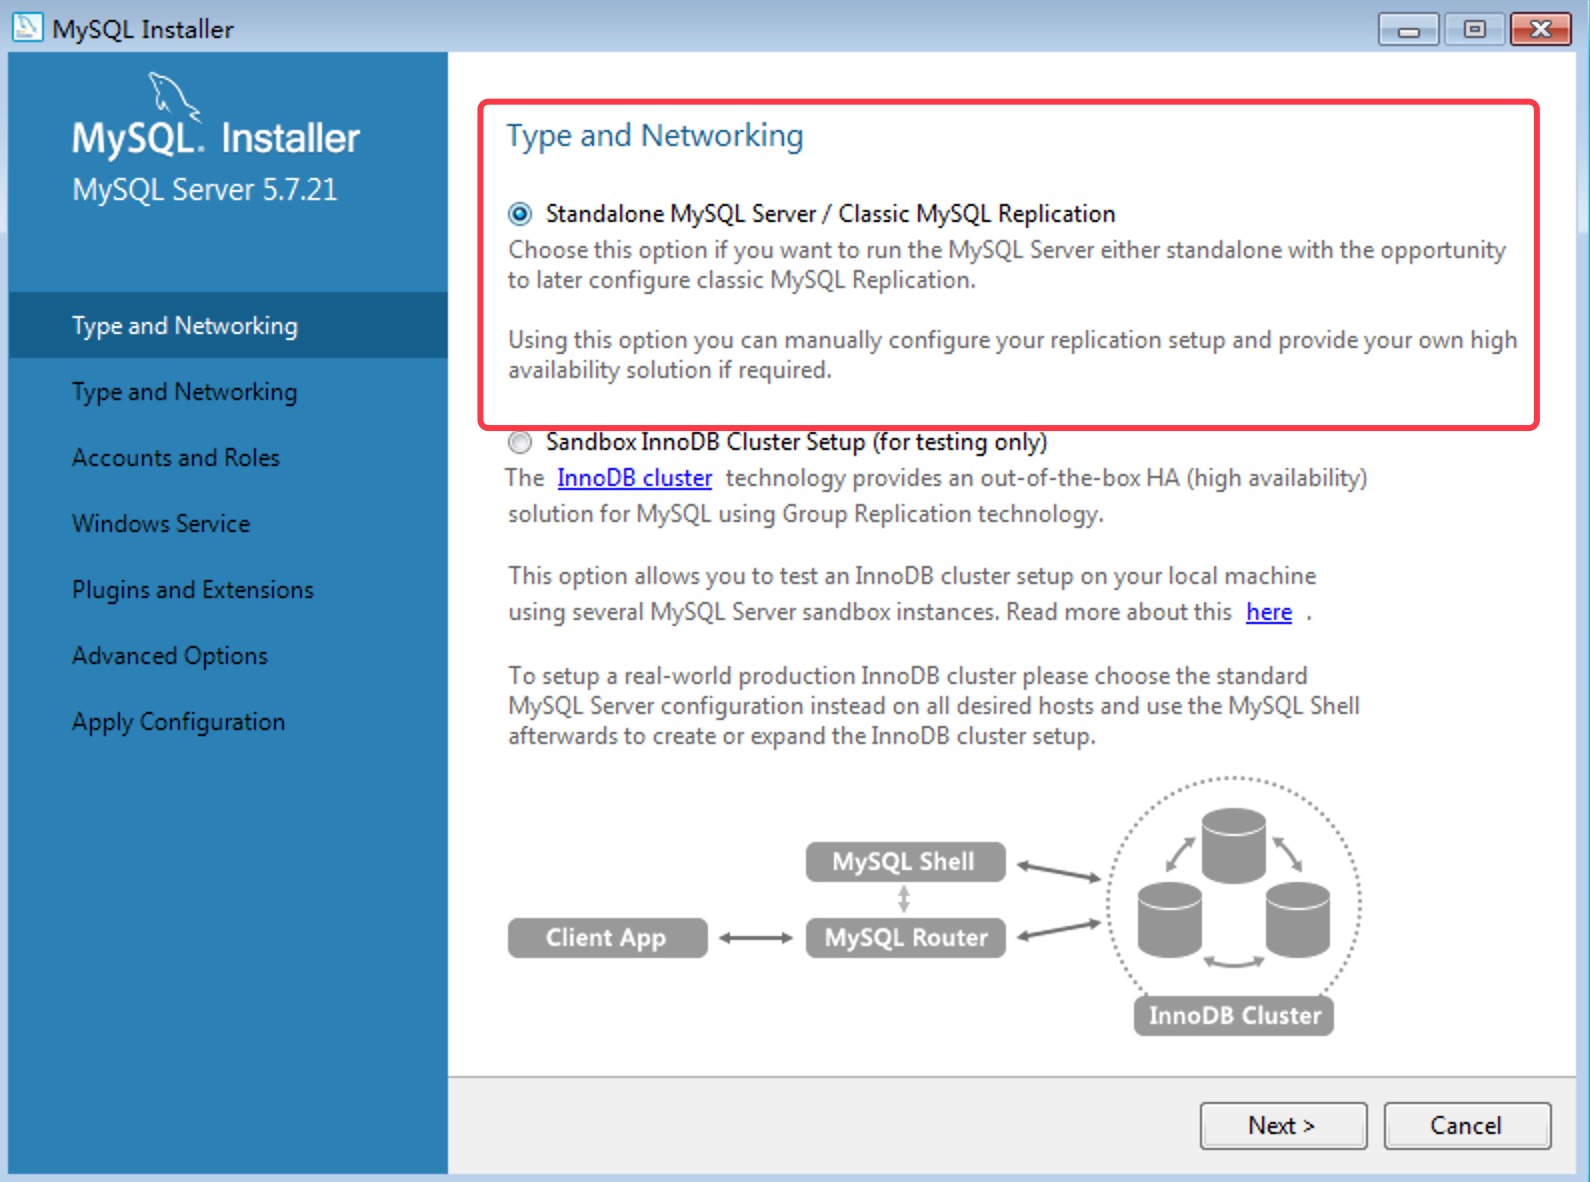 MySQL Installer
MySQL. Installer
MySQL Server 5.7.21
Type and Networking
Type and Networking
Accounts and Roles
Windows Service
Plugins and Extensions
Advanced Options
Apply Configuration
Type and Networking
Standalone MySQL Server / Classic MySQL Replication
Choose this option if you want to run the MySQL Server either standalone with the opportunity
to later configure classic MySQL Replication.
Using this option you can manually configure your replication setup and provide your own high
availability solution if required.
Sandbox InnoDB Cluster Setup (for testing only)
The InnoDB cluster technology provides an out-of-the-box HA (high availability)
solution for MySQL using Group Replication technology.
This option allows you to test an InnoDB cluster setup on your local machine
using several MySQL Server sandbox instances. Read more about this here .
To setup a real-world production InnoDB cluster please choose the standard
MySQL Server configuration instead on all desired hosts and use the MySQL Shell
afterwards to create or expand the InnoDB cluster setup.
MySQL Shell
Client App
MySQL Router
InnoDB Cluster
Next >
Cancel